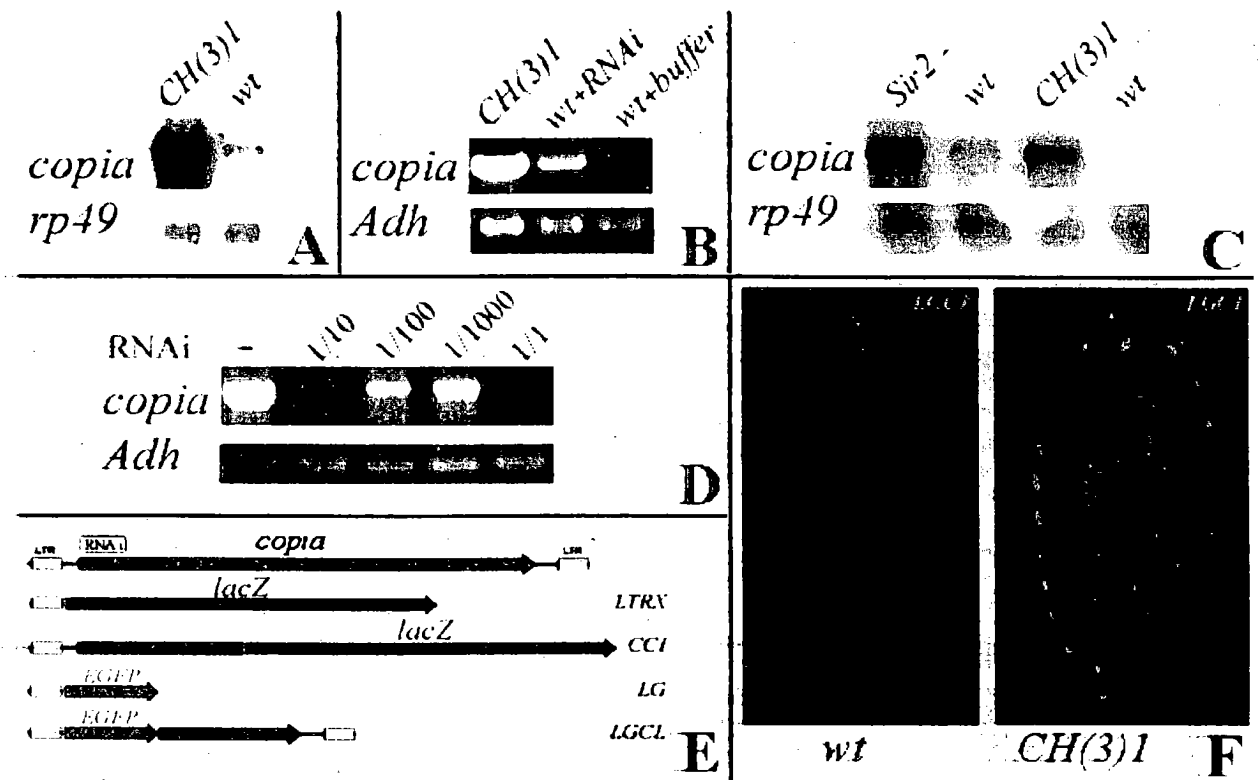 CH(3)1
wt
copia
rp49
A
CH(3)1
wt+RNAi
wt+buffer
copia
Adh
B
Sir2 -
wt
CH(3)1
wt
copia
rp49
C
RNAi
-
1/10
1/100
1/1000
1/1
copia
Adh
D
LTR
RNAi
copia
LTR
lacZ
LTRX
lacZ
EGFP
LG
EGFP
LGCL
E
wt
CH(3)1
F